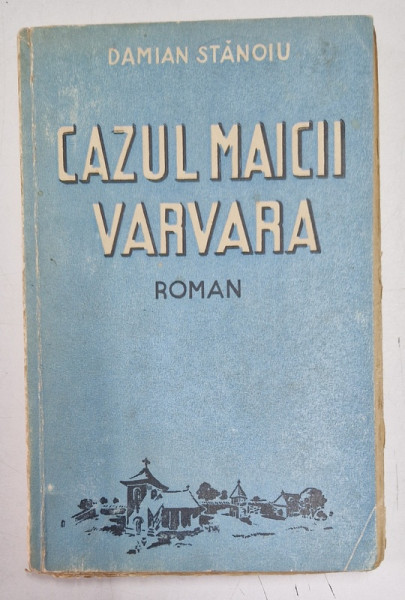 DAMIAN STĂNOIU
CAZUL MAICII
VARVARA
ROMAN